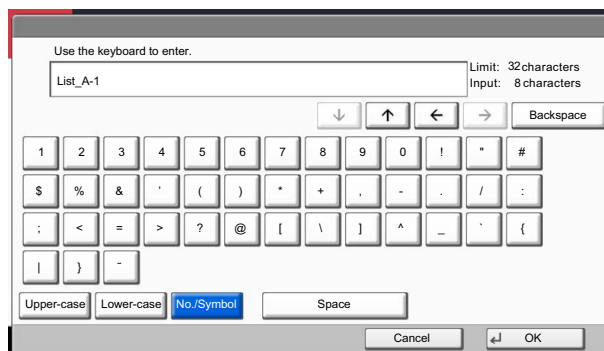 Use the keyboard to enter.
Limit: 32 characters
List_A-1
Input: 8 characters
↓ ↑ ← → Backspace
1 2 3 4 5 6 7 8 9 0 ! " #
$ % & ' ( ) * + , - . / :
; < = > ? @ [ \ ] ^ _ ` {
| } ~
Upper-case Lower-case No./Symbol Space
Cancel ↵ OK